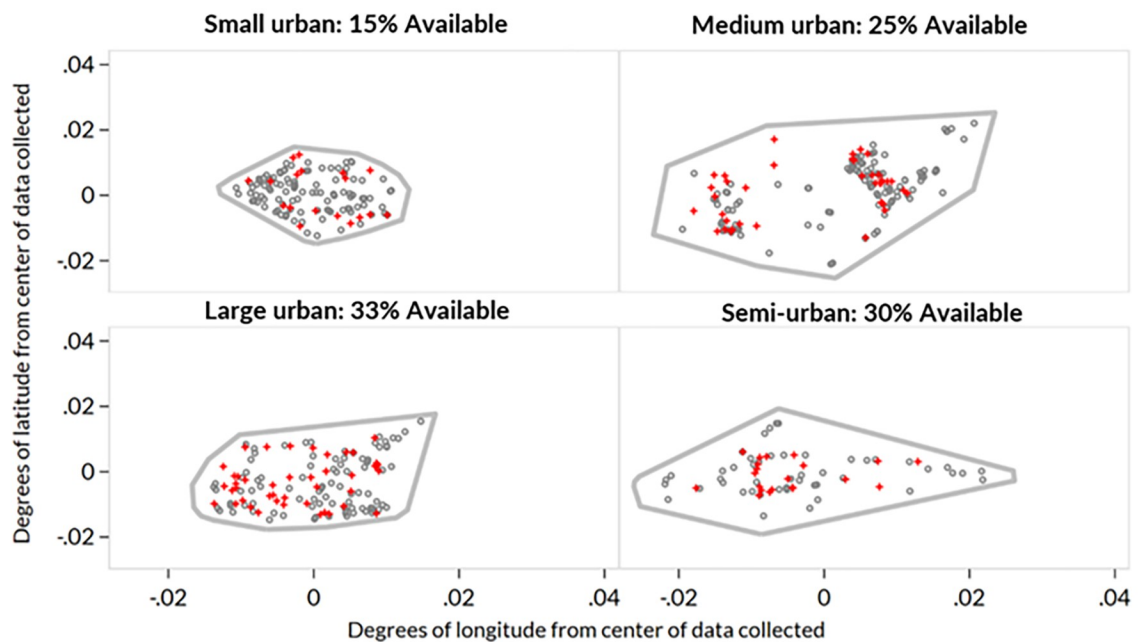 Small urban: 15% Available
Medium urban: 25% Available
Degrees of latitude from center of data collected
.04
.02
0
-.02
Large urban: 33% Available
Semi-urban: 30% Available
.04
.02
0
-.02
-.02 0 .02 .04 -.02 0 .02 .04
Degrees of longitude from center of data collected